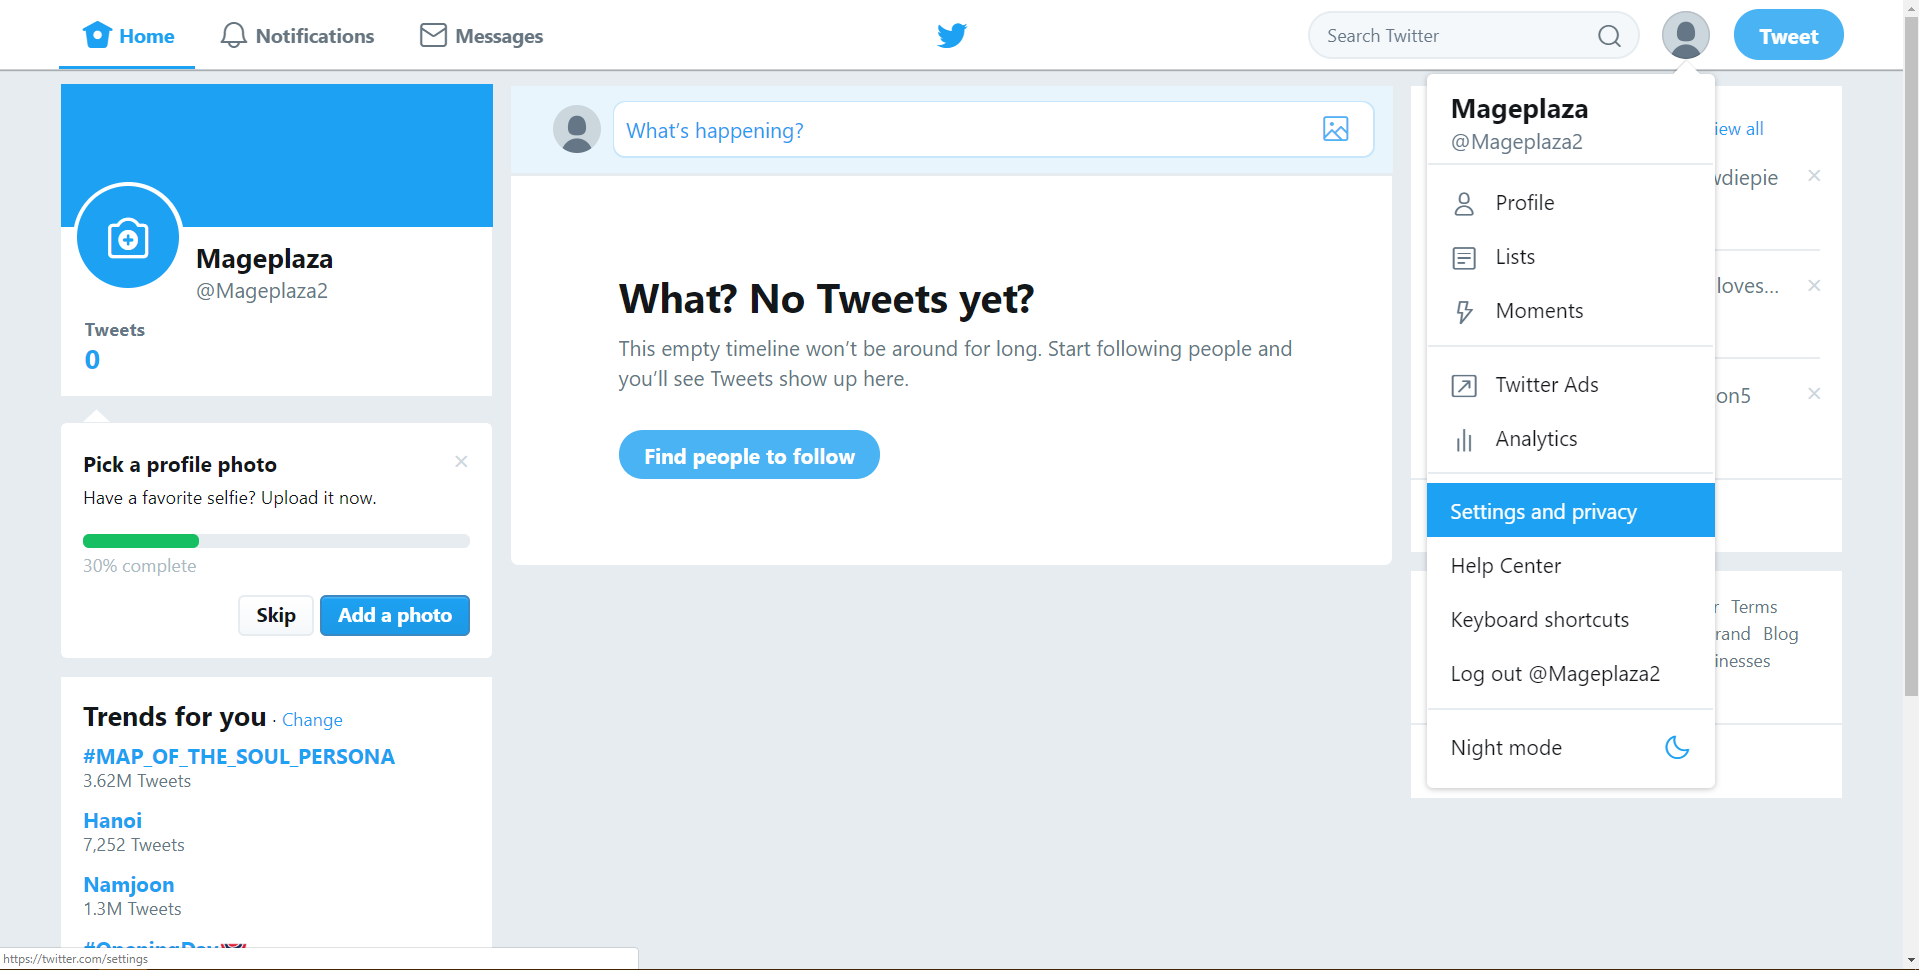 Home
Notifications
Messages
Search Twitter
Tweet
Mageplaza
@Mageplaza2
Tweets
0
Pick a profile photo
Have a favorite selfie? Upload it now.
30% complete
Skip
Add a photo
Trends for you · Change
#MAP_OF_THE_SOUL_PERSONA
3.62M Tweets
Hanoi
7,252 Tweets
Namjoon
1.3M Tweets
#OpeningDay
https://twitter.com/settings
What's happening?
What? No Tweets yet?
This empty timeline won't be around for long. Start following people and
you'll see Tweets show up here.
Find people to follow
Mageplaza
@Mageplaza2
Profile
Lists
Moments
Twitter Ads
Analytics
Settings and privacy
Help Center
Keyboard shortcuts
Log out @Mageplaza2
Night mode
iew all
wdiepie
loves...
on5
r Terms
rand Blog
inesses